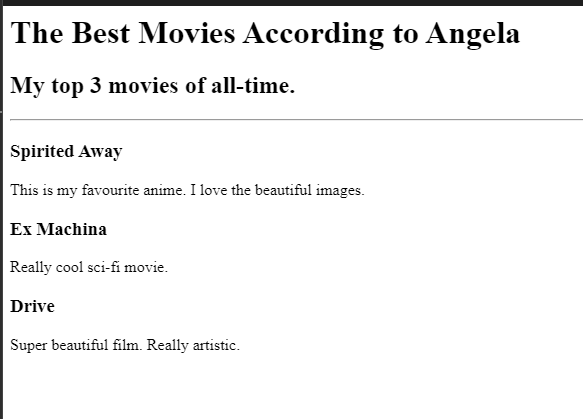 The Best Movies According to Angela
My top 3 movies of all-time.
Spirited Away
This is my favourite anime. I love the beautiful images.
Ex Machina
Really cool sci-fi movie.
Drive
Super beautiful film. Really artistic.